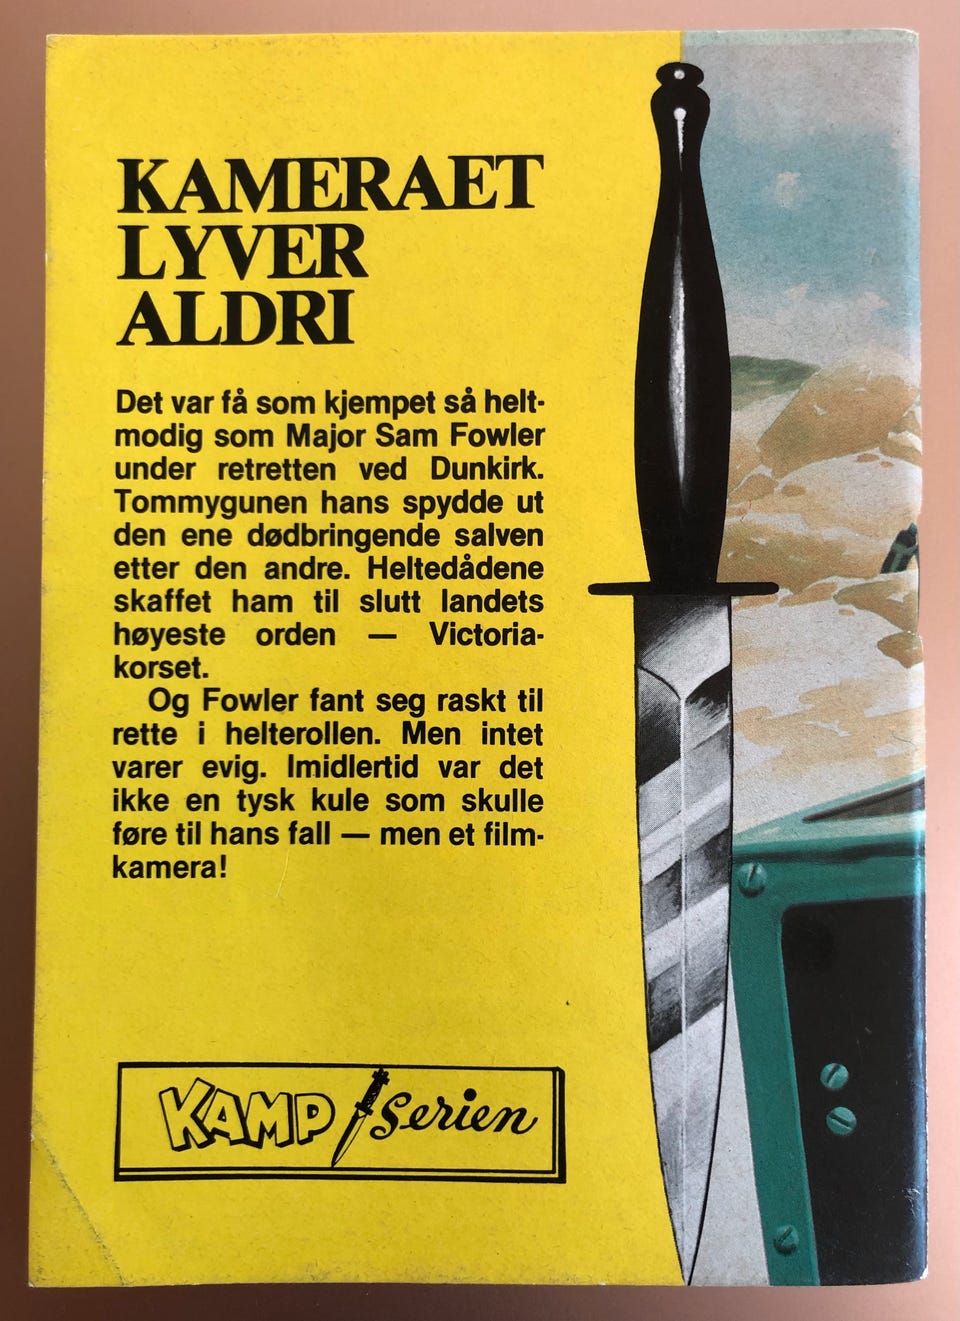 KAMERAET
LYVER
ALDRI
Det var få som kjempet så helt-
modig som Major Sam Fowler
under retretten ved Dunkirk.
Tommygunen hans spydde ut
den ene dødbringende salven
etter den andre. Heltedådene
skaffet ham til slutt landets
høyeste orden — Victoria-
korset.
Og Fowler fant seg raskt til
rette i helterollen. Men intet
varer evig. Imidlertid var det
ikke en tysk kule som skulle
føre til hans fall — men et film-
kamera!
KAMP serien